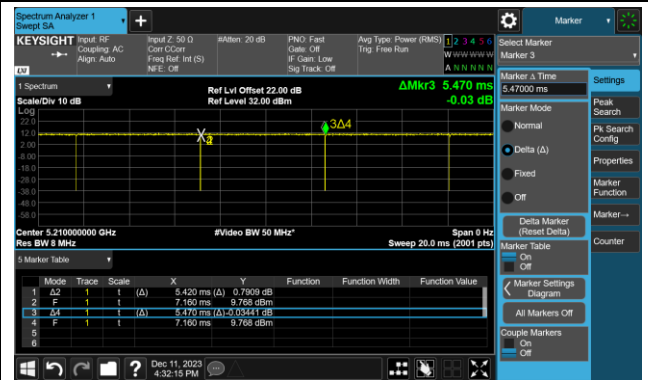 Spectrum Analyzer 1
Swept SA
Marker
KEYSIGHT
Input: RF
Coupling: AC
Align: Auto
Input Z: 50 Ω
Corr CCorr
Freq Ref: Int (S)
NFE: Off
#Atten: 20 dB
PNO: Fast
Gate: Off
IF Gain: Low
Sig Track: Off
Avg Type: Power (RMS)
Trig: Free Run
1 2 3 4 5 6
W W W W W W
A N N N N N
LXI
Select Marker
Marker 3
1 Spectrum
Scale/Div 10 dB
Ref Lvl Offset 22.00 dB
Ref Level 32.00 dBm
ΔMkr3 5.470 ms
-0.03 dB
Log
22.0
12.0
2.00
-8.00
-18.0
-28.0
-38.0
-48.0
-58.0
3Δ4
Center 5.210000000 GHz
Res BW 8 MHz
#Video BW 50 MHz*
Span 0 Hz
Sweep 20.0 ms (2001 pts)
5 Marker Table
Mode Trace Scale X Y Function Function Width Function Value
1 Δ2 1 t (Δ) 5.420 ms (Δ) 0.7909 dB
2 F 1 t 7.160 ms 9.768 dBm
3 Δ4 1 t (Δ) 5.470 ms (Δ) -0.03441 dB
4 F 1 t 7.160 ms 9.768 dBm
5
6
Marker Δ Time
5.47000 ms
Marker Mode
Normal
Delta (Δ)
Fixed
Off
Delta Marker
(Reset Delta)
Marker Table
On
Off
Marker Settings
Diagram
All Markers Off
Couple Markers
On
Off
Settings
Peak
Search
Pk Search
Config
Properties
Marker
Function
Marker→
Counter
Dec 11, 2023
4:32:15 PM